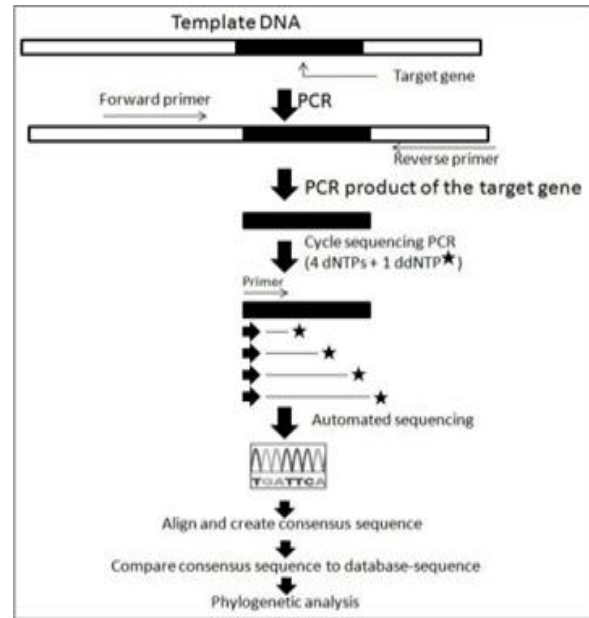 Template DNA
Target gene
Forward primer
PCR
Reverse primer
PCR product of the target gene
Cycle sequencing PCR
(4 dNTPs + 1 ddNTP★)
Primer
Automated sequencing
TGATTCA
Align and create consensus sequence
Compare consensus sequence to database-sequence
Phylogenetic analysis